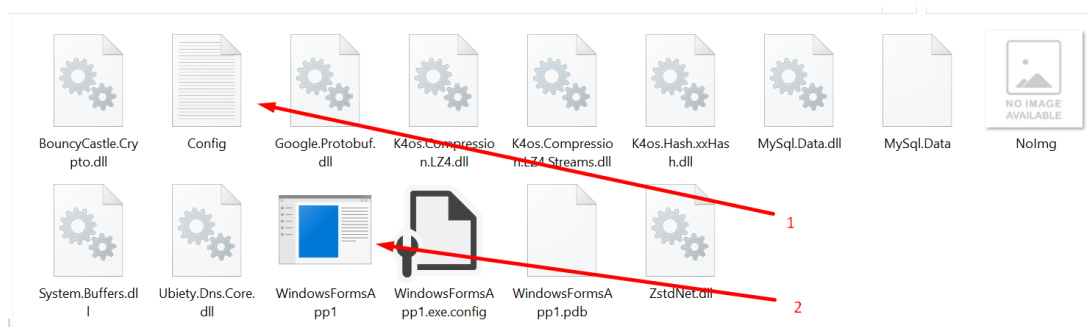 NO IMAGE
AVAILABLE
BouncyCastle.Cry
pto.dll
Config
Google.Protobuf.
dll
K4os.Compressio
n.LZ4.dll
K4os.Compressio
n.LZ4.Streams.dll
K4os.Hash.xxHas
h.dll
MySql.Data.dll
MySql.Data
NoImg
1
System.Buffers.dl
l
Ubiety.Dns.Core.
dll
WindowsFormsA
pp1
WindowsFormsA
pp1.exe.config
WindowsFormsA
pp1.pdb
ZstdNet.dll
2